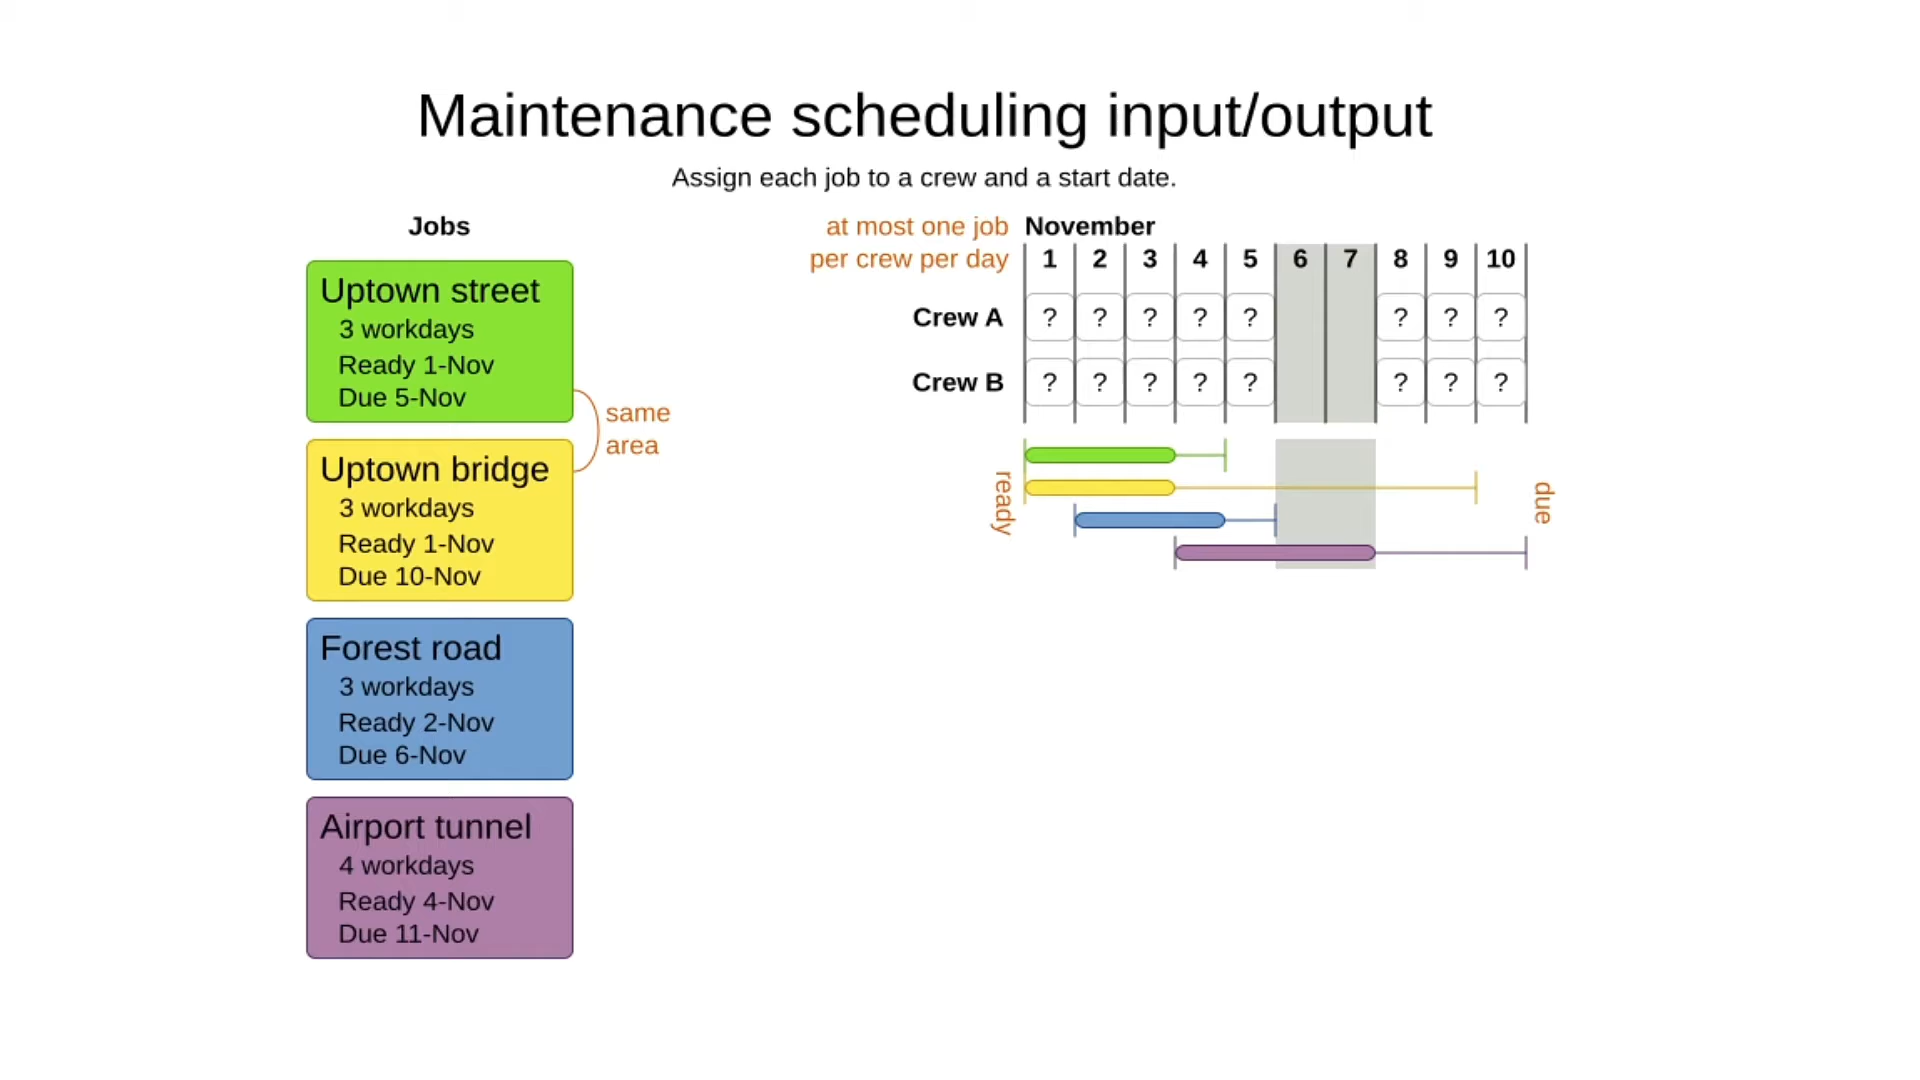 Maintenance scheduling input/output
Assign each job to a crew and a start date.
Jobs
Uptown street
3 workdays
Ready 1-Nov
Due 5-Nov
same
area
Uptown bridge
3 workdays
Ready 1-Nov
Due 10-Nov
Forest road
3 workdays
Ready 2-Nov
Due 6-Nov
Airport tunnel
4 workdays
Ready 4-Nov
Due 11-Nov
at most one job
per crew per day
November
1 2 3 4 5 6 7 8 9 10
Crew A ? ? ? ? ? ? ? ?
Crew B ? ? ? ? ? ? ? ?
ready
due